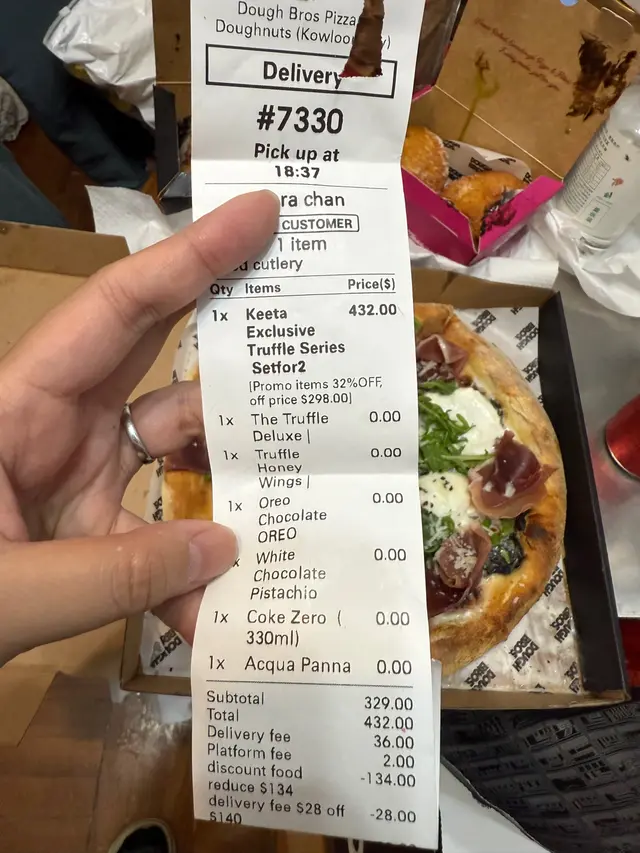 Dough Bros Pizza
Doughnuts (Kowloon
Delivery
#7330
Pick up at
18:37
ra chan
CUSTOMER
1 item
cutlery
Qty Items Price($)
1x Keeta 432.00
Exclusive
Truffle Series
Setfor2
[Promo items 32%OFF,
off price $298.00]
1x The Truffle 0.00
Deluxe |
1x Truffle 0.00
Honey
Wings |
1x Oreo 0.00
Chocolate
OREO
x White 0.00
Chocolate
Pistachio
1x Coke Zero ( 0.00
330ml)
1x Acqua Panna 0.00
Subtotal 329.00
Total 432.00
Delivery fee 36.00
Platform fee 2.00
discount food -134.00
reduce $134
delivery fee $28 off -28.00
$140